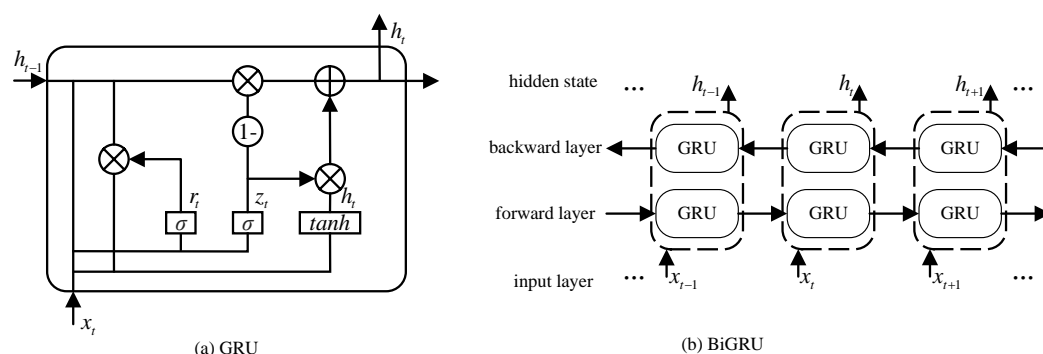 h_t
h_{t-1}
1-
r_t
z_t
h_t
σ
σ
tanh
x_t
(a) GRU
hidden state
...
h_{t-1}
h_t
h_{t+1}
...
backward layer
GRU
GRU
GRU
forward layer
GRU
GRU
GRU
input layer
...
x_{t-1}
x_t
x_{t+1}
...
(b) BiGRU